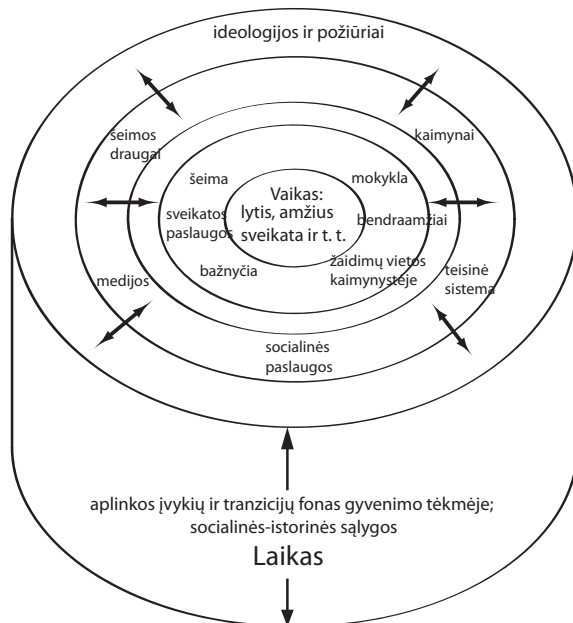 ideologijos ir požiūriai
šeimos
draugai
kaimynai
šeima
mokykla
Vaikas:
lytis, amžius
sveikata ir t. t.
sveikatos
paslaugos
bendraamžiai
bažnyčia
žaidimų vietos
kaimynystėje
medijos
teisinė
sistema
socialinės
paslaugos
aplinkos įvykių ir tranzicijų fonas gyvenimo tėkmėje;
socialinės-istorinės sąlygos
Laikas